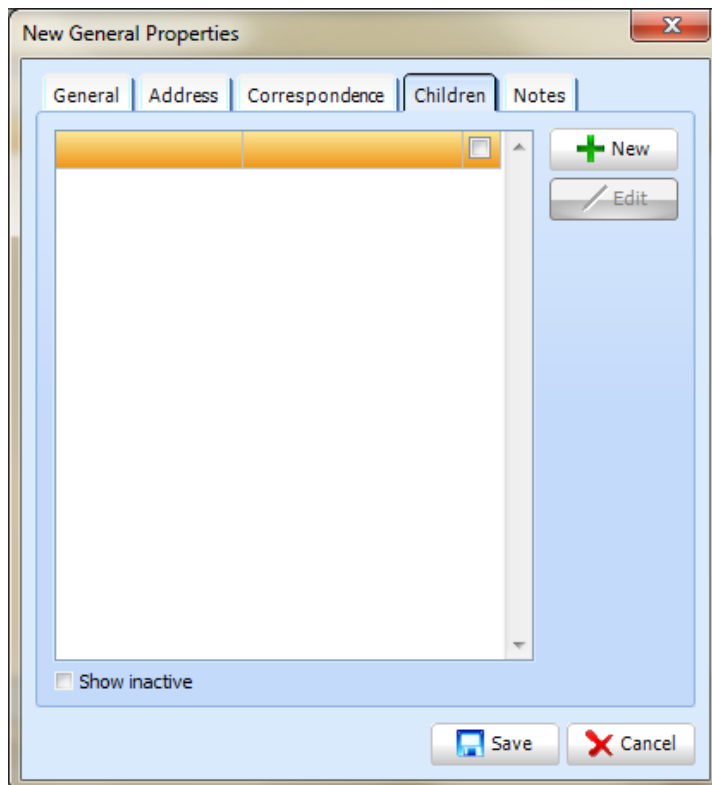 New General Properties
General Address Correspondence Children Notes
New
Edit
Show inactive
Save Cancel